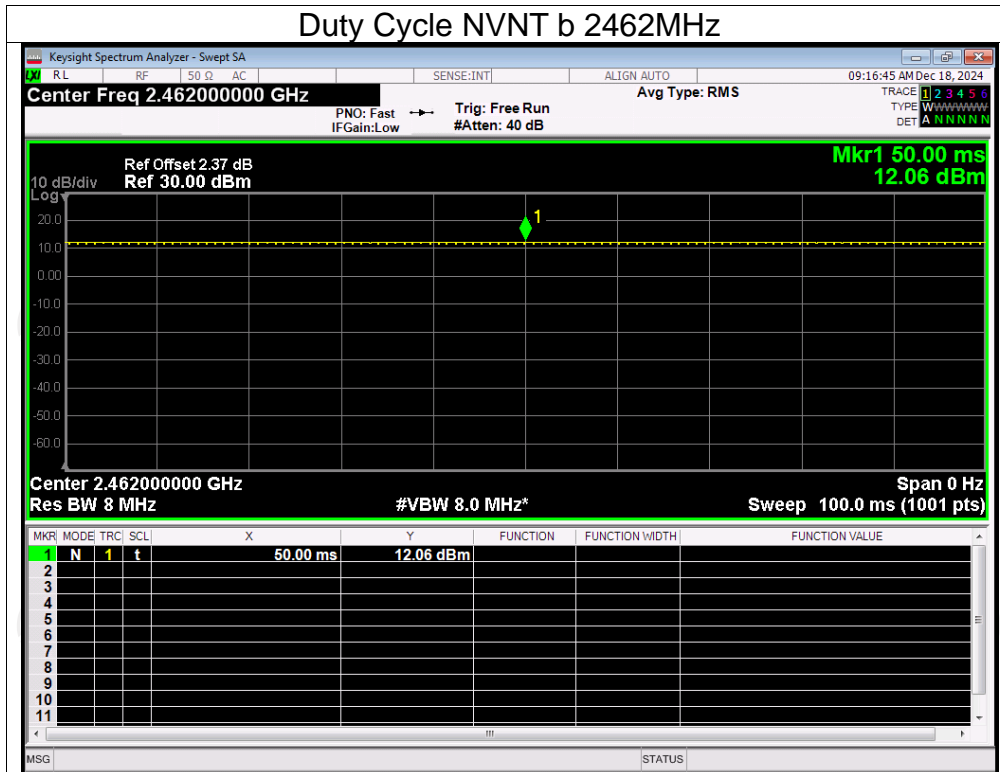 Duty Cycle NVNT b 2462MHz
Keysight Spectrum Analyzer - Swept SA
LXI RL RF 50 Ω AC SENSE:INT ALIGN AUTO 09:16:45 AM Dec 18, 2024
Center Freq 2.462000000 GHz Avg Type: RMS TRACE 1 2 3 4 5 6
PNO: Fast Trig: Free Run TYPE WWWWWW
IFGain:Low #Atten: 40 dB DET A N N N N N
Mkr1 50.00 ms
Ref Offset 2.37 dB
10 dB/div Ref 30.00 dBm 12.06 dBm
Log
1
20.0
10.0
0.00
-10.0
-20.0
-30.0
-40.0
-50.0
-60.0
Center 2.462000000 GHz Span 0 Hz
Res BW 8 MHz #VBW 8.0 MHz* Sweep 100.0 ms (1001 pts)
MKR MODE TRC SCL X Y FUNCTION FUNCTION WIDTH FUNCTION VALUE
1 N 1 t 50.00 ms 12.06 dBm
2
3
4
5
6
7
8
9
10
11
MSG STATUS